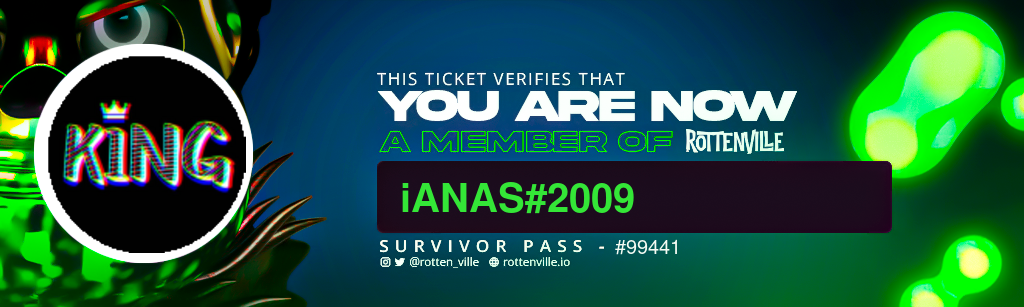 KING
THIS TICKET VERIFIES THAT
YOU ARE NOW
A MEMBER OF ROTTENVILLE
iANAS#2009
SURVIVOR PASS - #99441
@rotten_ville rottenville.io